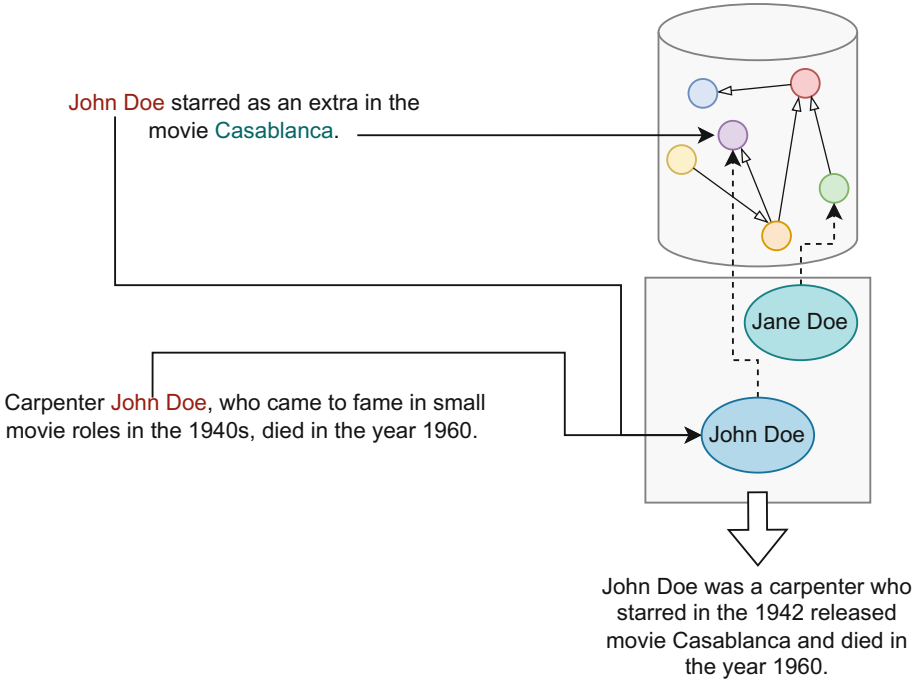 John Doe starred as an extra in the
movie Casablanca.
Jane Doe
Carpenter John Doe, who came to fame in small
movie roles in the 1940s, died in the year 1960.
John Doe
John Doe was a carpenter who
starred in the 1942 released
movie Casablanca and died in
the year 1960.